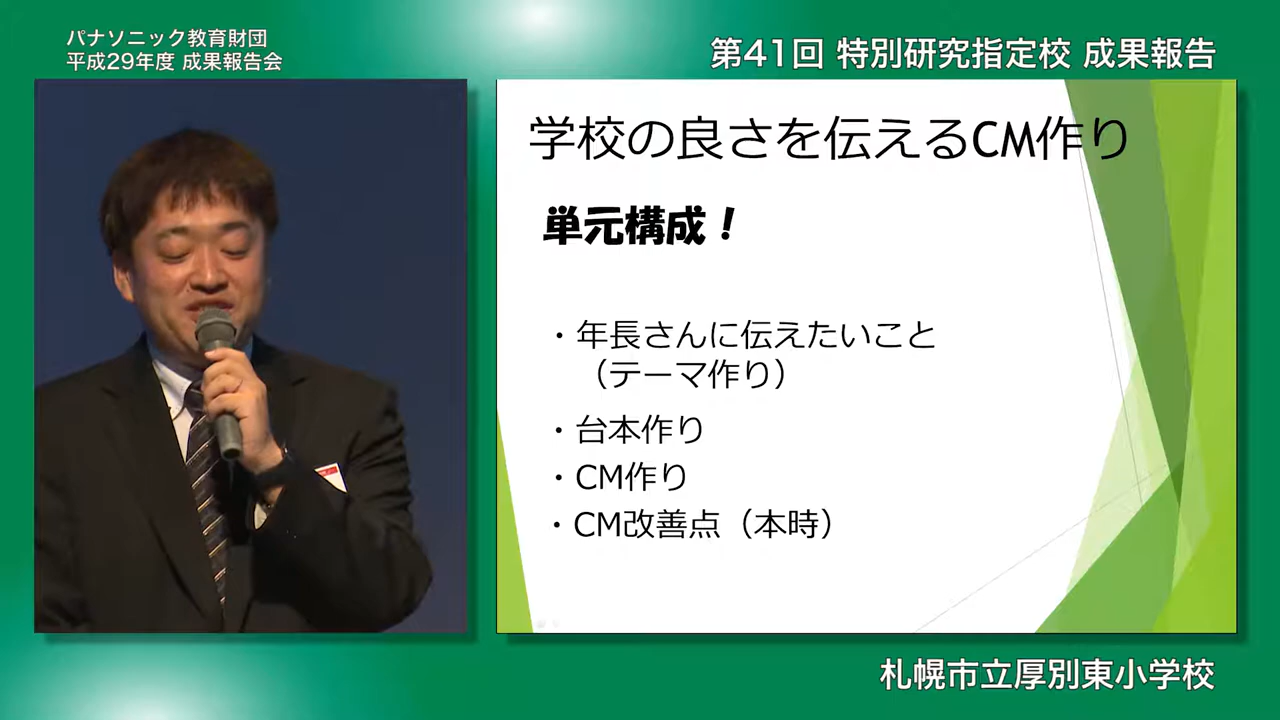 パナソニック教育財団
平成29年度 成果報告会
第41回 特別研究指定校 成果報告
学校の良さを伝えるCM作り
単元構成！
・年長さんに伝えたいこと
（テーマ作り）
・台本作り
・CM作り
・CM改善点（本時）
札幌市立厚別東小学校